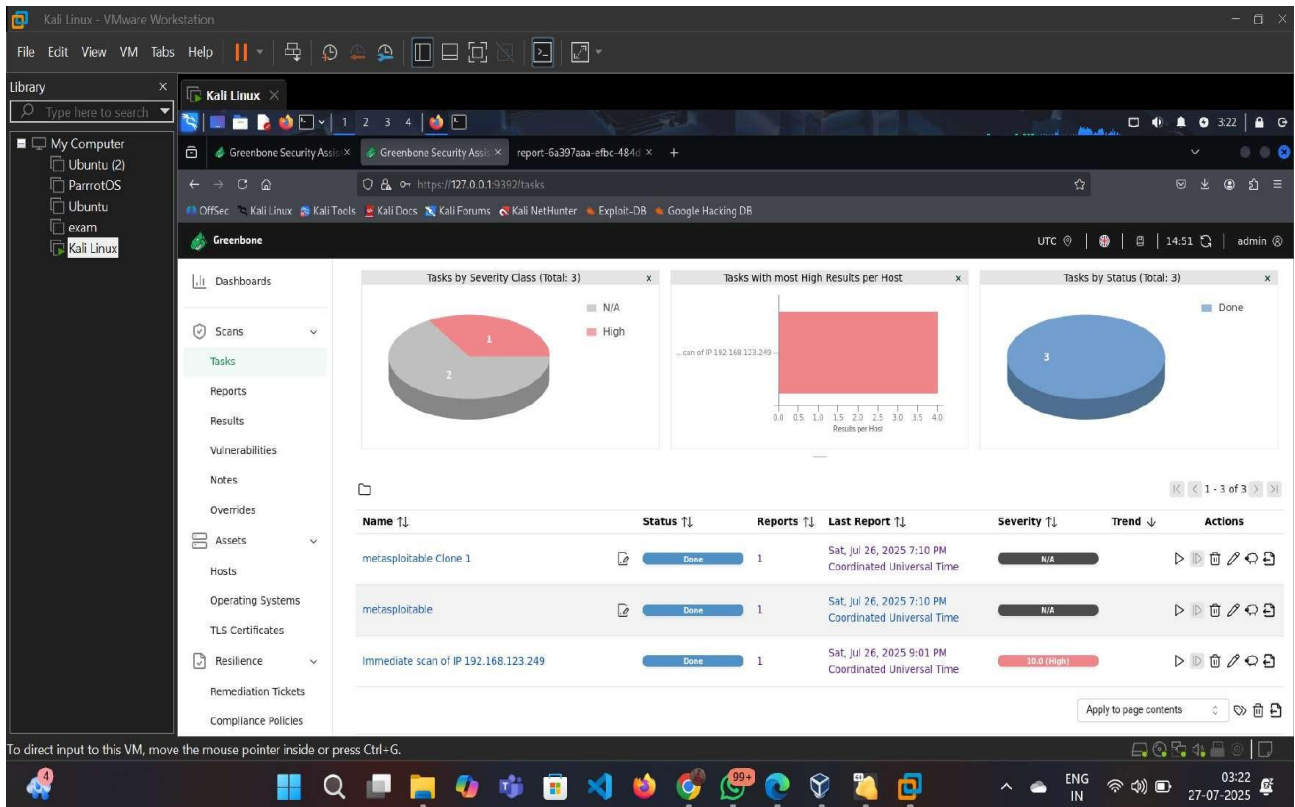 Kali Linux - VMware Workstation
File Edit View VM Tabs Help
Library
Kali Linux
Type here to search
1 2 3 4
3:22
My Computer
Ubuntu (2)
ParrrotOS
Ubuntu
exam
Kali Linux
Greenbone Security Assis
Greenbone Security Assis
report-6a397aaa-efbc-484d
https://127.0.0.1:9392/tasks
OffSec Kali Linux Kali Tools Kali Docs Kali Forums Kali NetHunter Exploit-DB Google Hacking DB
Greenbone
UTC 14:51 admin
Dashboards
Scans
Tasks
Reports
Results
Vulnerabilities
Notes
Overrides
Assets
Hosts
Operating Systems
TLS Certificates
Resilience
Remediation Tickets
Compliance Policies
Tasks by Severity Class (Total: 3) x
N/A
High
1
2
Tasks with most High Results per Host x
...can of IP 192.168.123.249
0.0 0.5 1.0 1.5 2.0 2.5 3.0 3.5 4.0
Results per Host
Tasks by Status (Total: 3) x
Done
3
1 - 3 of 3
Name Status Reports Last Report Severity Trend Actions
metasploitable Clone 1 Done 1 Sat, Jul 26, 2025 7:10 PM N/A
Coordinated Universal Time
metasploitable Done 1 Sat, Jul 26, 2025 7:10 PM N/A
Coordinated Universal Time
Immediate scan of IP 192.168.123.249 Done 1 Sat, Jul 26, 2025 9:01 PM 10.0 (High)
Coordinated Universal Time
Apply to page contents
To direct input to this VM, move the mouse pointer inside or press Ctrl+G.
4
99+
ENG
IN
03:22
27-07-2025